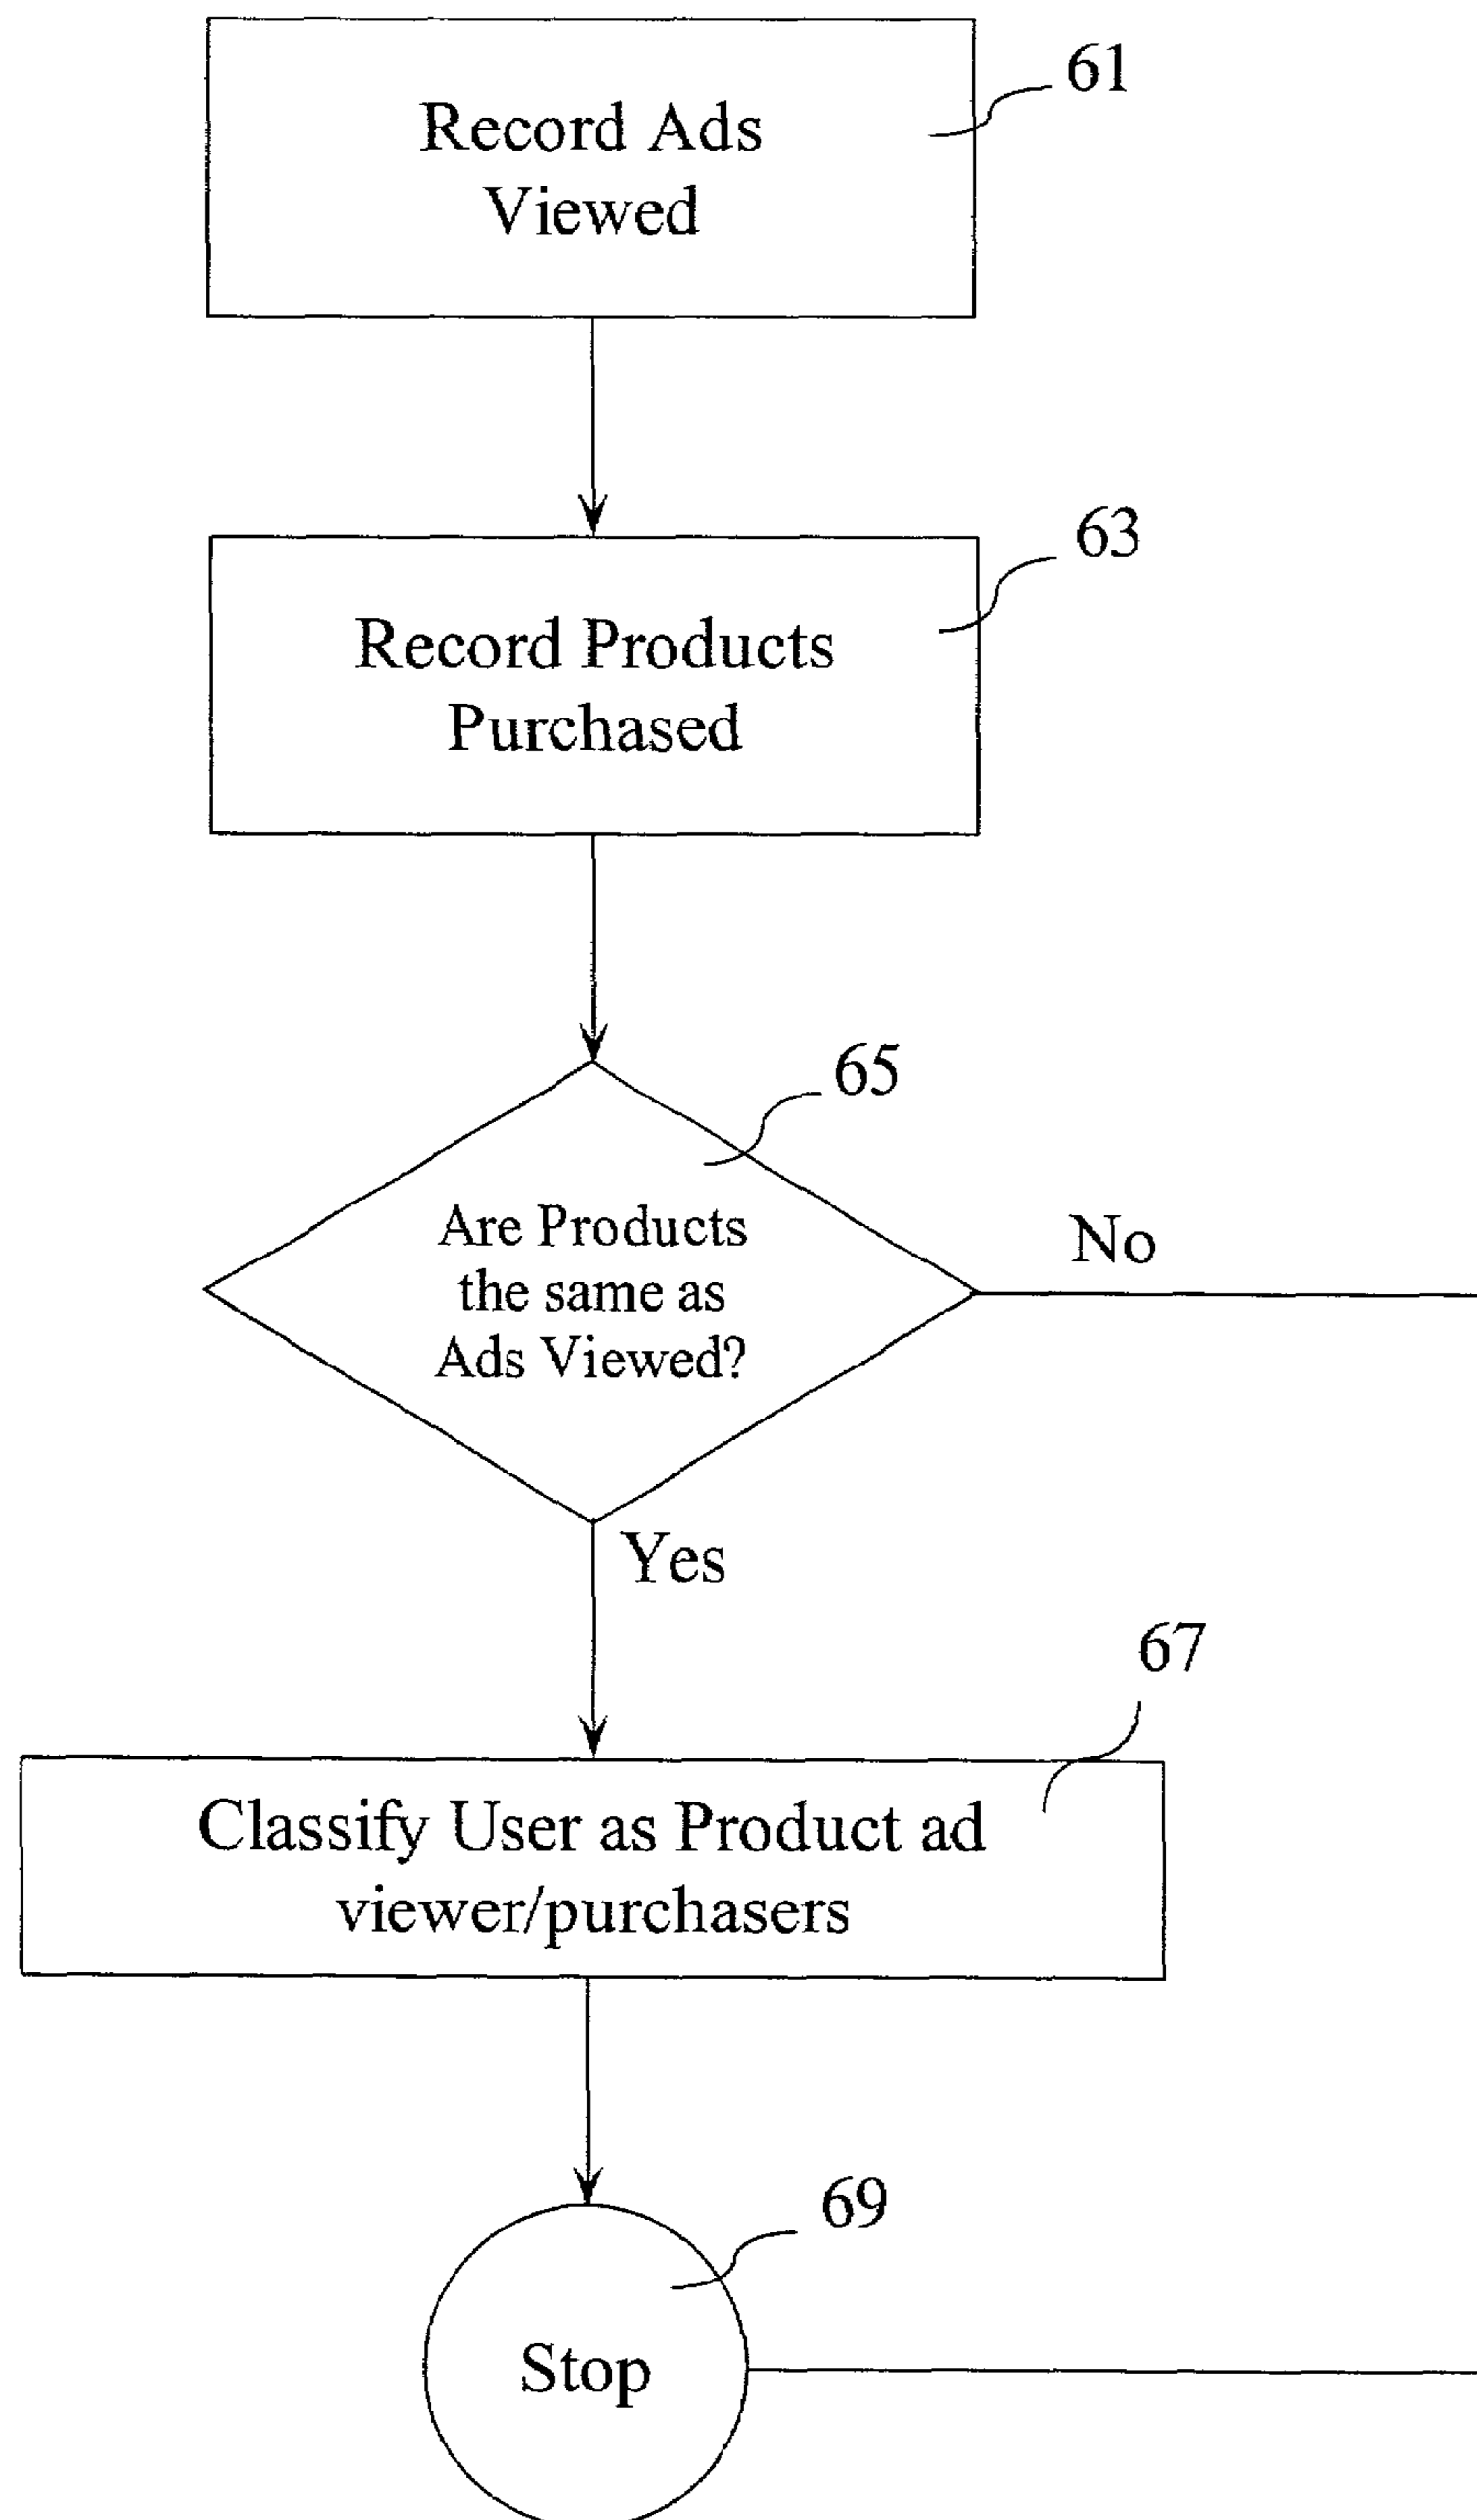 61
Record Ads
Viewed
63
Record Products
Purchased
65
Are Products
the same as
Ads Viewed?
No
Yes
67
Classify User as Product ad
viewer/purchasers
69
Stop